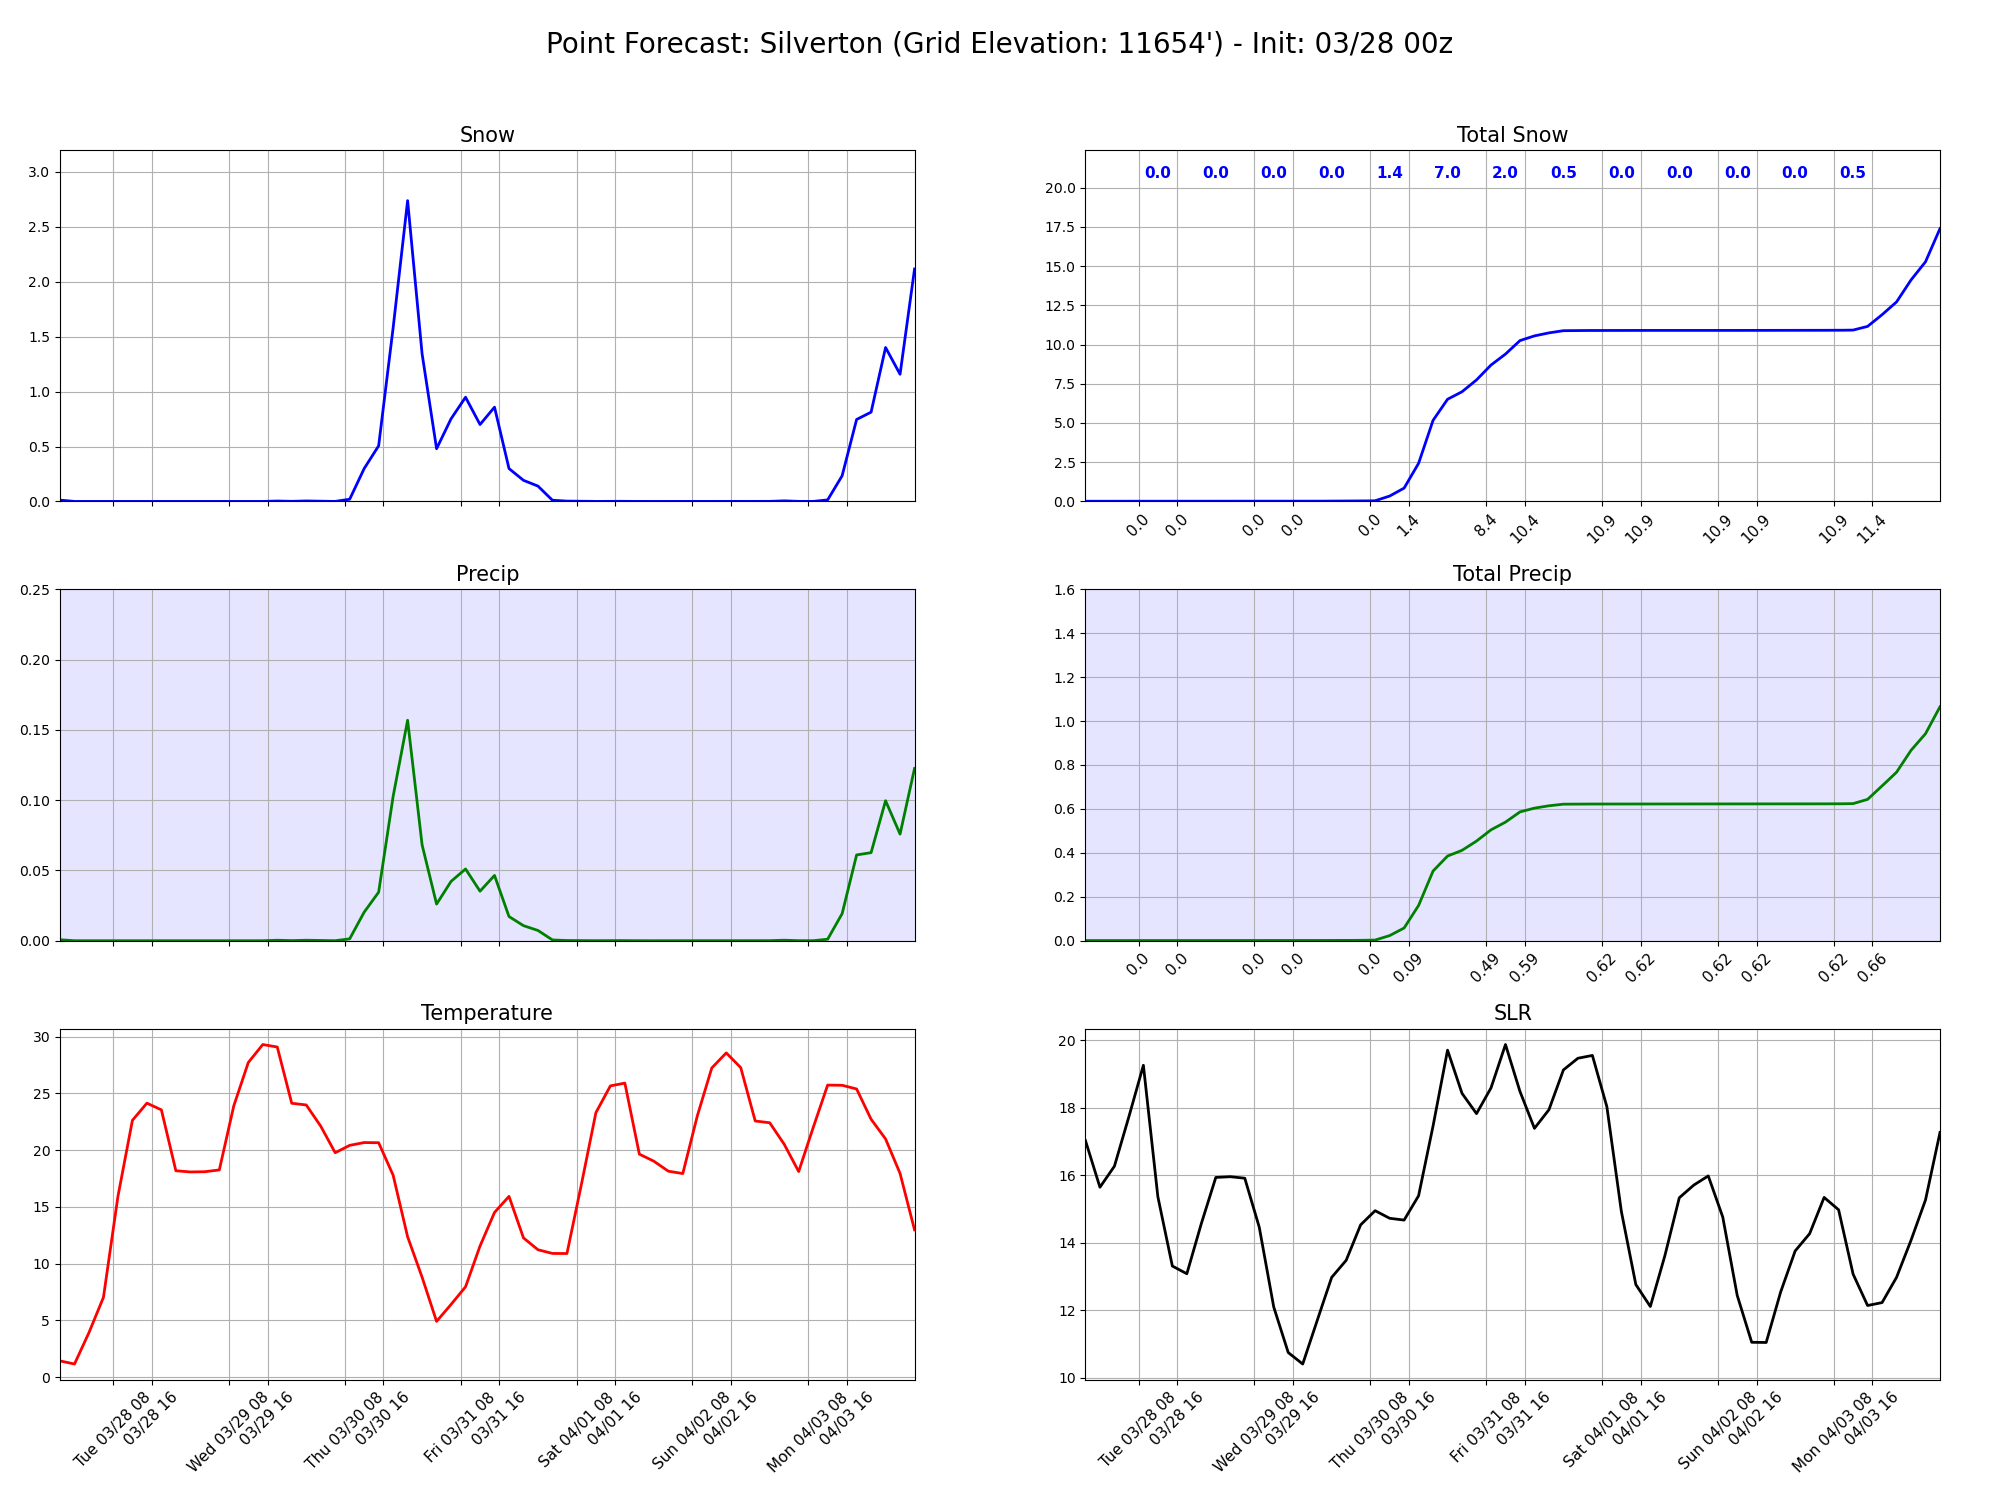 Point Forecast: Silverton (Grid Elevation: 11654') - Init: 03/28 00z
Snow
3.0
2.5
2.0
1.5
1.0
0.5
0.0
Total Snow
0.0 0.0 0.0 0.0 1.4 7.0 2.0 0.5 0.0 0.0 0.0 0.0 0.5
20.0
17.5
15.0
12.5
10.0
7.5
5.0
2.5
0.0
0.0 0.0 0.0 0.0 0.0 1.4 8.4 10.4 10.9 10.9 10.9 10.9 10.9 11.4
Precip
0.25
0.20
0.15
0.10
0.05
0.00
Total Precip
1.6
1.4
1.2
1.0
0.8
0.6
0.4
0.2
0.0
0.0 0.0 0.0 0.0 0.0 0.09 0.49 0.59 0.62 0.62 0.62 0.62 0.62 0.66
Temperature
30
25
20
15
10
5
0
Tue 03/28 08
03/28 16
Wed 03/29 08
03/29 16
Thu 03/30 08
03/30 16
Fri 03/31 08
03/31 16
Sat 04/01 08
04/01 16
Sun 04/02 08
04/02 16
Mon 04/03 08
04/03 16
SLR
20
18
16
14
12
10
Tue 03/28 08
03/28 16
Wed 03/29 08
03/29 16
Thu 03/30 08
03/30 16
Fri 03/31 08
03/31 16
Sat 04/01 08
04/01 16
Sun 04/02 08
04/02 16
Mon 04/03 08
04/03 16